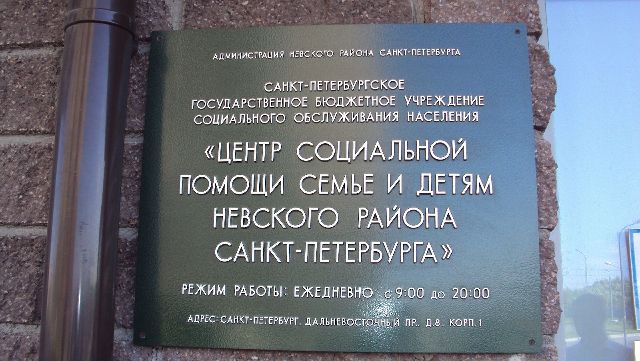 АДМИНИСТРАЦИЯ НЕВСКОГО РАЙОНА САНКТ-ПЕТЕРБУРГА
САНКТ-ПЕТЕРБУРГСКОЕ
ГОСУДАРСТВЕННОЕ БЮДЖЕТНОЕ УЧРЕЖДЕНИЕ
СОЦИАЛЬНОГО ОБСЛУЖИВАНИЯ НАСЕЛЕНИЯ
«ЦЕНТР СОЦИАЛЬНОЙ
ПОМОЩИ СЕМЬЕ И ДЕТЯМ
НЕВСКОГО РАЙОНА
САНКТ-ПЕТЕРБУРГА»
РЕЖИМ РАБОТЫ: ЕЖЕДНЕВНО с 9:00 до 20:00
АДРЕС-САНКТ-ПЕТЕРБУРГ, ДАЛЬНЕВОСТОЧНЫЙ ПР., Д.8, КОРП.1